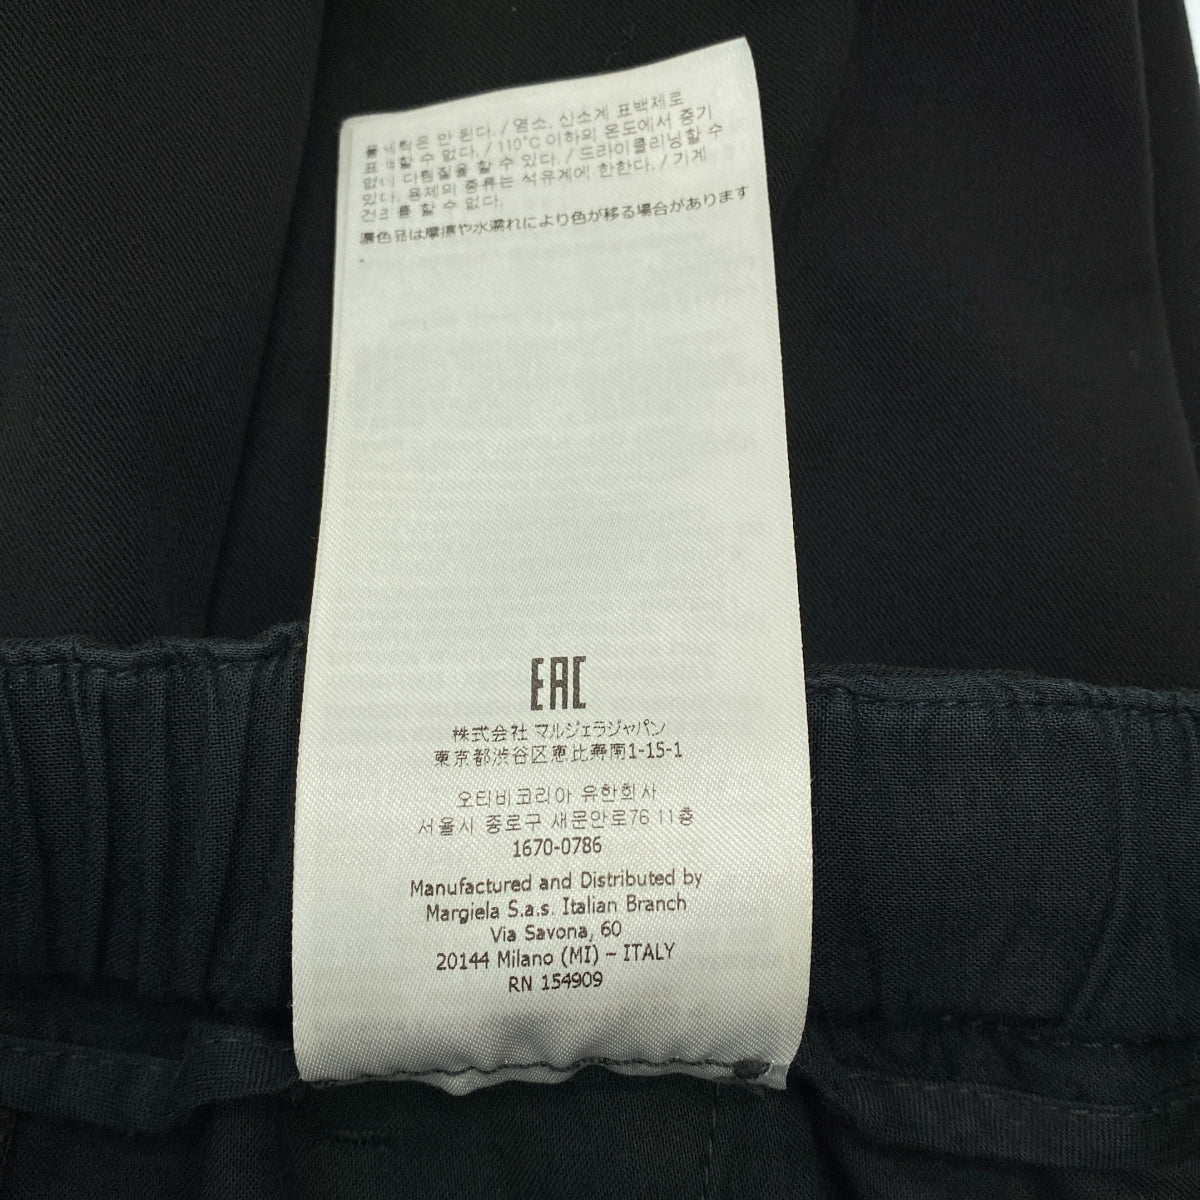 물세탁은 안 된다. / 염소, 산소계 표백제로
표백할 수 없다. / 110°C 이하의 온도에서 증기
없이 다림질을 할 수 있다. / 드라이클리닝할 수
있다. 용제의 종류는 석유계에 한한다. / 기계
건조를 할 수 없다.
濃色品は摩擦や水濡れにより色が移る場合があります
.
EAC
株式会社 マルジェラジャパン
東京都渋谷区恵比寿南1-15-1
오티비코리아 유한회사
서울시 종로구 새문안로76 11층
1670-0786
Manufactured and Distributed by
Margiela S.a.s. Italian Branch
Via Savona, 60
20144 Milano (MI) – ITALY
RN 154909